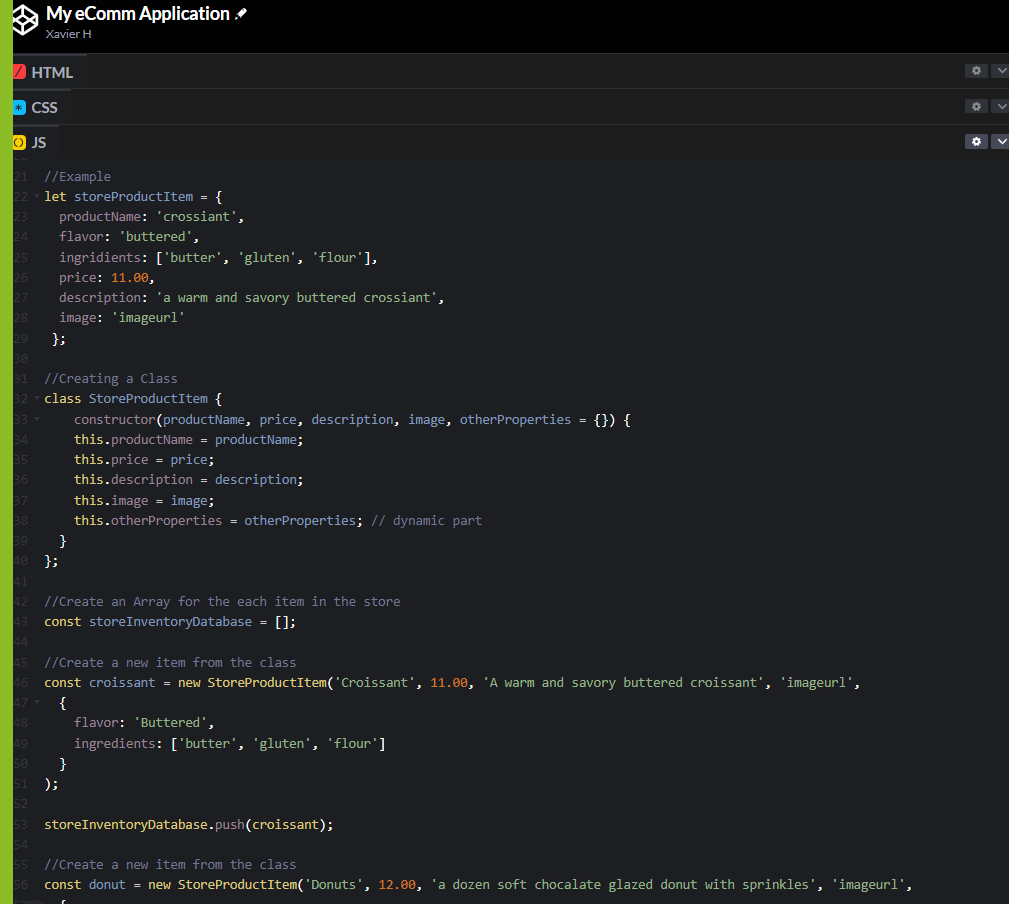 My eComm Application
Xavier H
HTML
CSS
JS
21 //Example
22 let storeProductItem = {
23   productName: 'crossiant',
24   flavor: 'buttered',
25   ingridients: ['butter', 'gluten', 'flour'],
26   price: 11.00,
27   description: 'a warm and savory buttered crossiant',
28   image: 'imageurl'
29  };
30
31 //Creating a Class
32 class StoreProductItem {
33     constructor(productName, price, description, image, otherProperties = {}) {
34     this.productName = productName;
35     this.price = price;
36     this.description = description;
37     this.image = image;
38     this.otherProperties = otherProperties; // dynamic part
39   }
40 };
41
42 //Create an Array for the each item in the store
43 const storeInventoryDatabase = [];
44
45 //Create a new item from the class
46 const croissant = new StoreProductItem('Croissant', 11.00, 'A warm and savory buttered croissant', 'imageurl',
47   {
48     flavor: 'Buttered',
49     ingredients: ['butter', 'gluten', 'flour']
50   }
51 );
52
53 storeInventoryDatabase.push(croissant);
54
55 //Create a new item from the class
56 const donut = new StoreProductItem('Donuts', 12.00, 'a dozen soft chocalate glazed donut with sprinkles', 'imageurl',